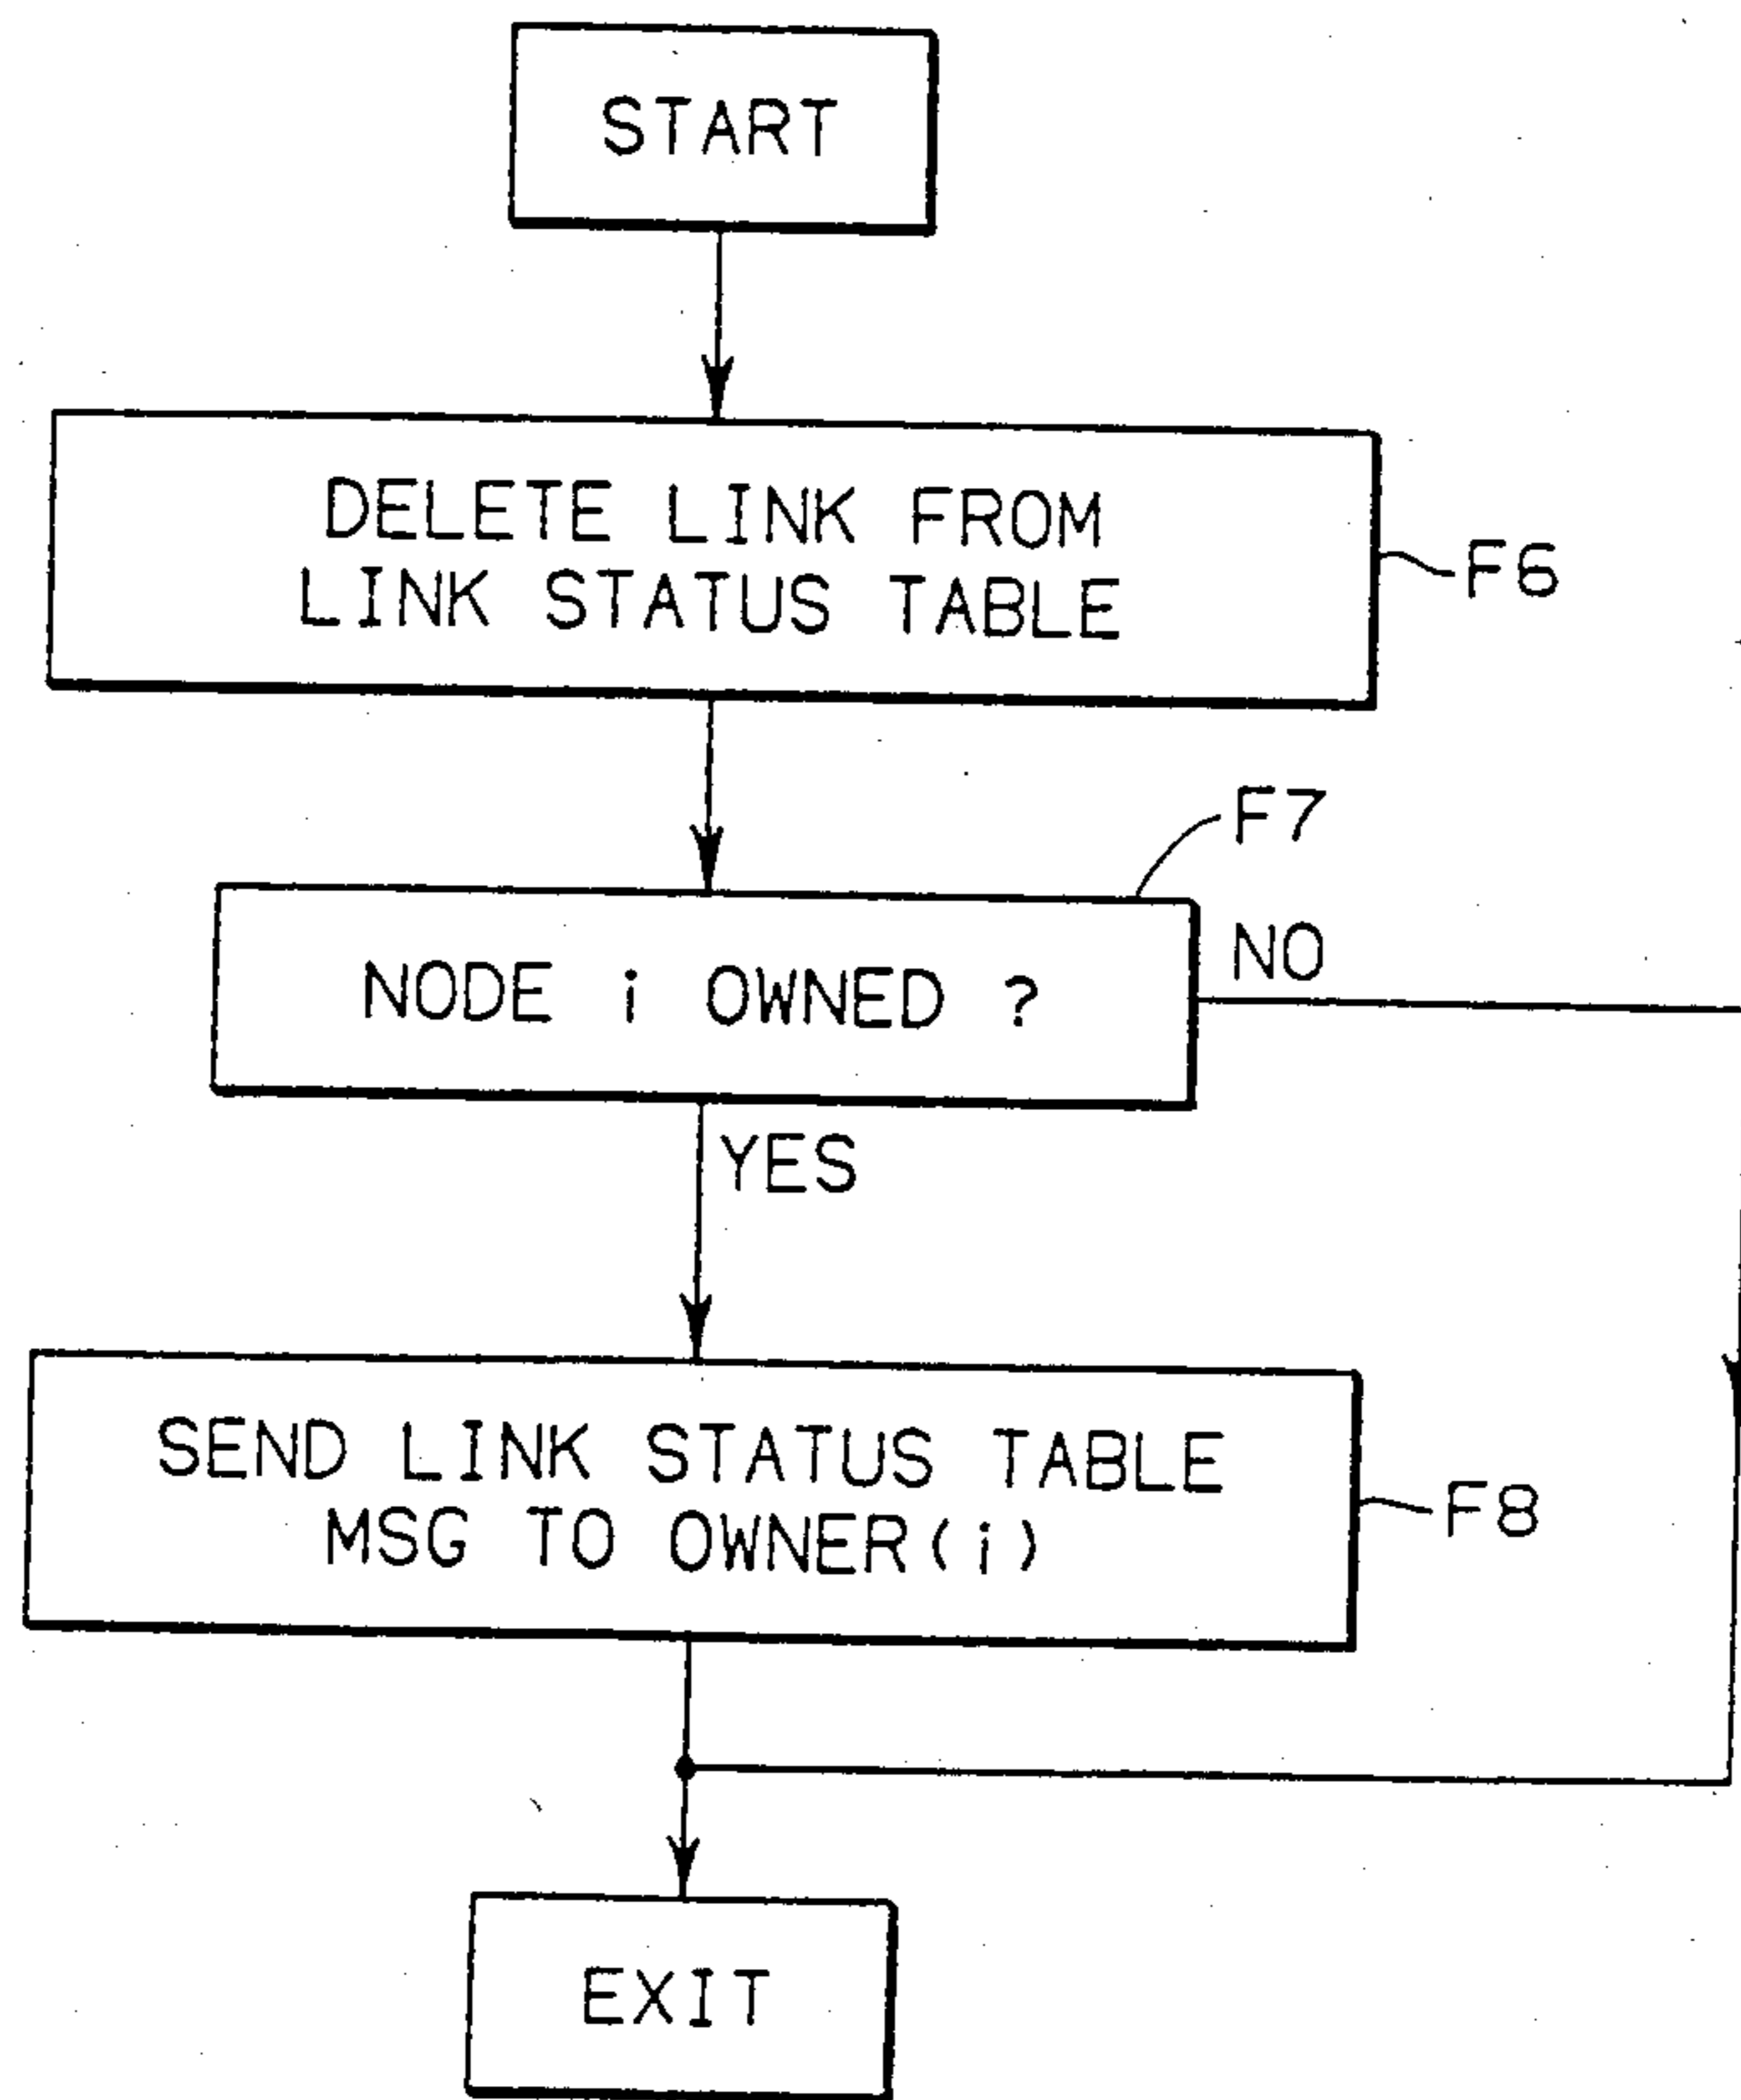 START
DELETE LINK FROM
LINK STATUS TABLE
F6
F7
NODE i OWNED ?
NO
YES
SEND LINK STATUS TABLE
MSG TO OWNER(i)
F8
EXIT